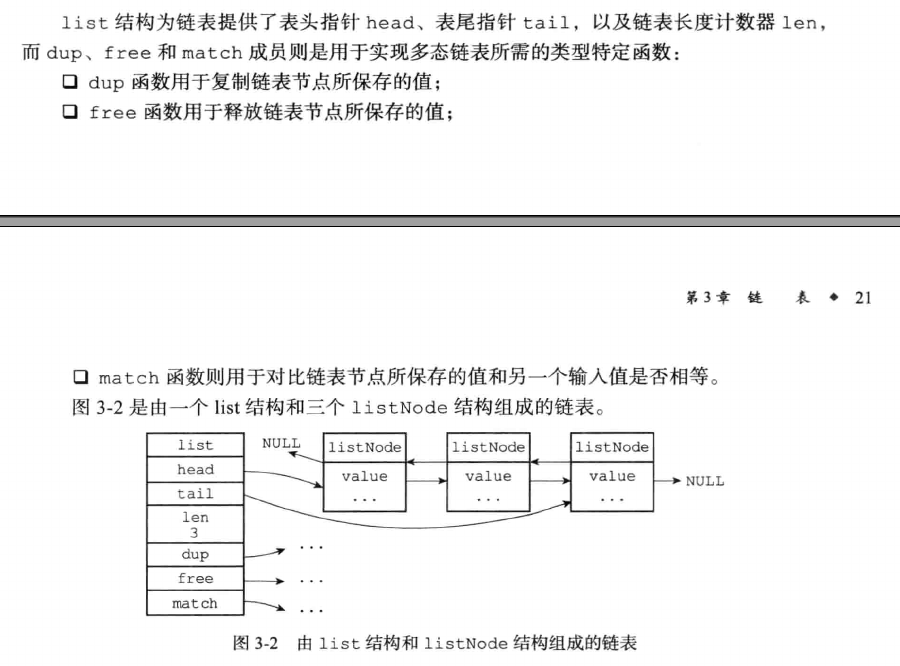 list 结构为链表提供了表头指针 head、表尾指针 tail，以及链表长度计数器 len，
而 dup、free 和 match 成员则是用于实现多态链表所需的类型特定函数：
❏ dup 函数用于复制链表节点所保存的值；
❏ free 函数用于释放链表节点所保存的值；
第3章 链 表 ◆ 21
❏ match 函数则用于对比链表节点所保存的值和另一个输入值是否相等。
图 3-2 是由一个 list 结构和三个 listNode 结构组成的链表。
list
head
tail
len
3
dup
free
match
NULL
listNode
value
...
listNode
value
...
listNode
value
...
NULL
...
...
...
图 3-2 由 list 结构和 listNode 结构组成的链表